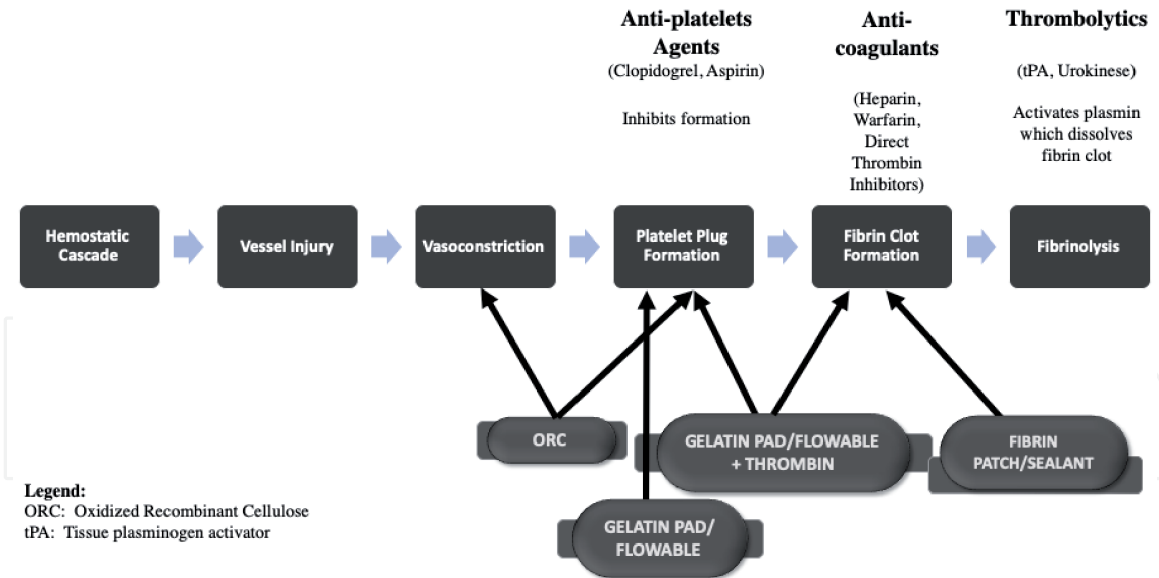 Anti-platelets
Agents
(Clopidogrel, Aspirin)
Inhibits formation
Anti-
coagulants
(Heparin,
Warfarin,
Direct
Thrombin
Inhibitors)
Thrombolytics
(tPA, Urokinese)
Activates plasmin
which dissolves
fibrin clot
Hemostatic
Cascade
Vessel Injury
Vasoconstriction
Platelet Plug
Formation
Fibrin Clot
Formation
Fibrinolysis
ORC
GELATIN PAD/FLOWABLE
+ THROMBIN
FIBRIN
PATCH/SEALANT
GELATIN PAD/
FLOWABLE
Legend:
ORC: Oxidized Recombinant Cellulose
tPA: Tissue plasminogen activator